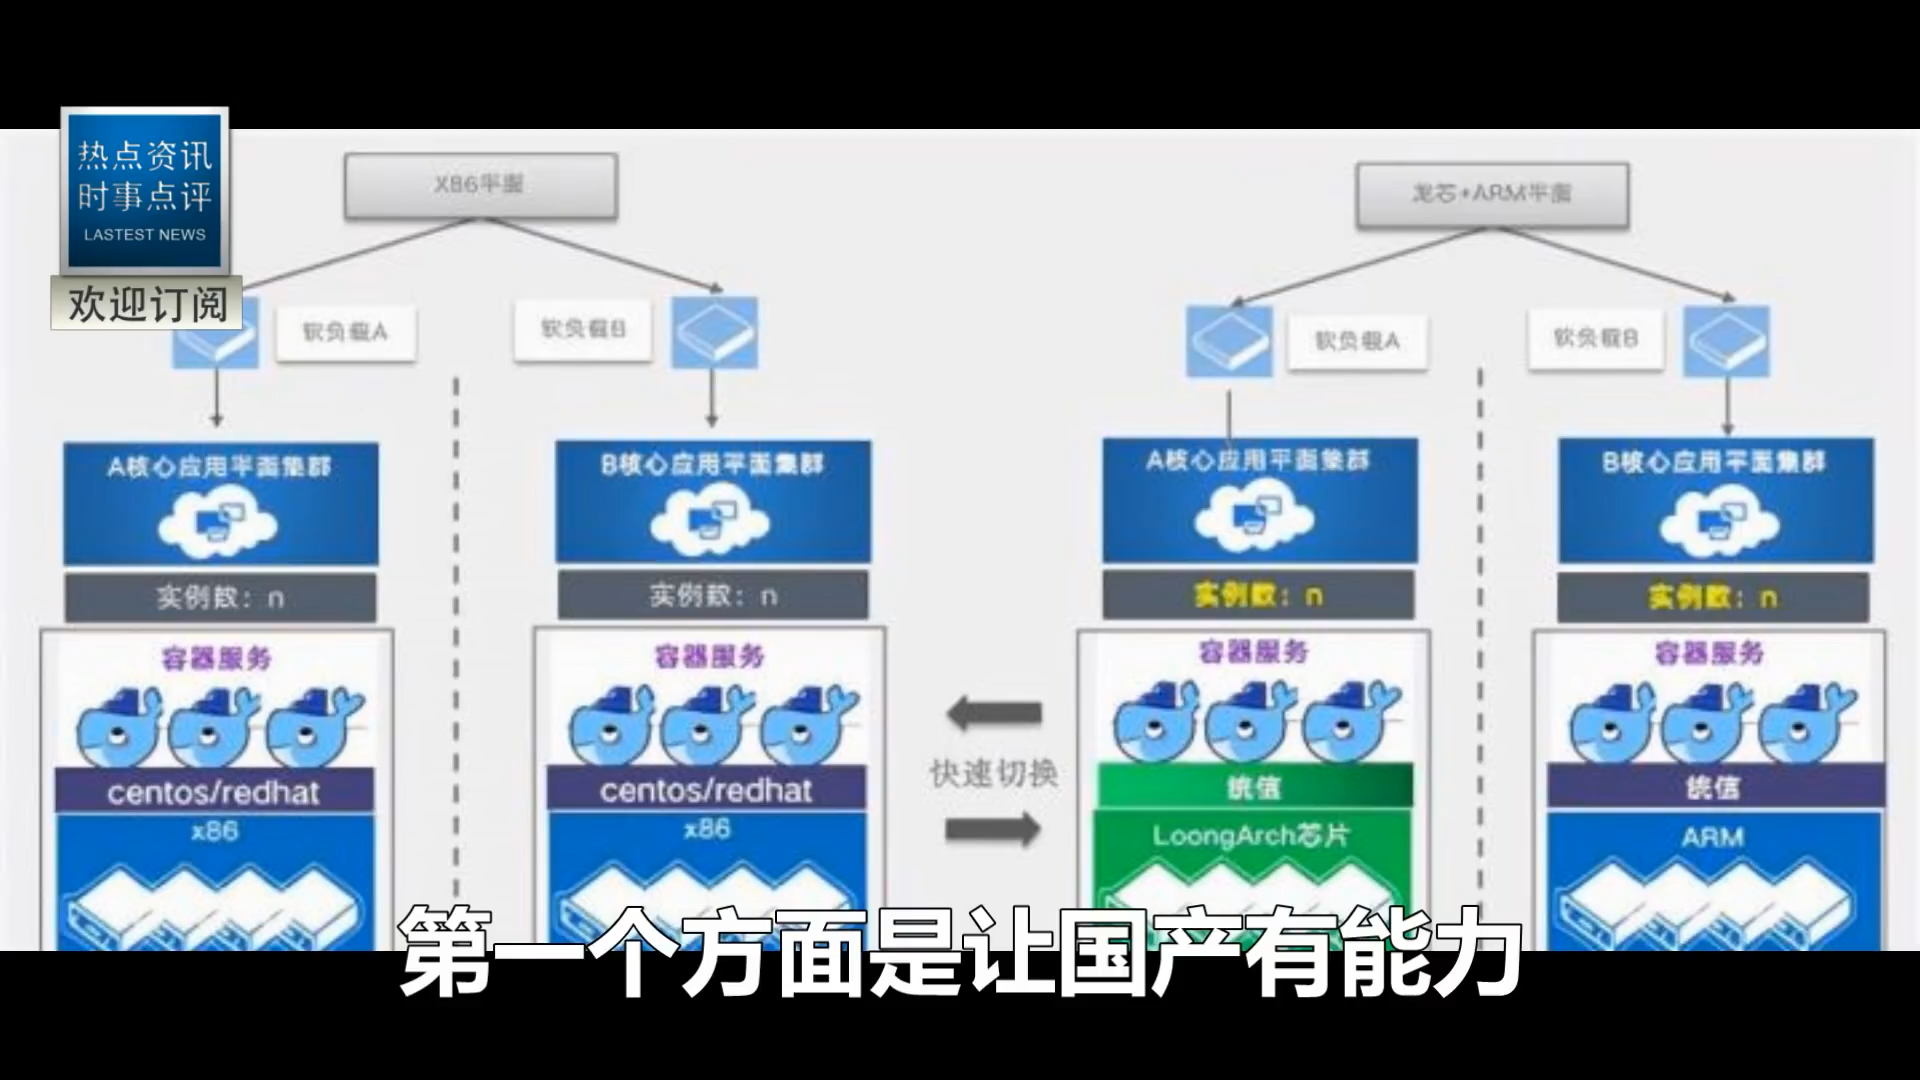 热点资讯
时事点评
LASTEST NEWS
欢迎订阅
X86平面
龙芯+ARM平面
软负载A
软负载B
软负载A
软负载B
A核心应用平面集群
B核心应用平面集群
A核心应用平面集群
B核心应用平面集群
实例数：n
实例数：n
实例数：n
实例数：n
容器服务
容器服务
容器服务
容器服务
快速切换
centos/redhat
centos/redhat
统信
统信
x86
x86
LoongArch芯片
ARM
第一个方面是让国产有能力